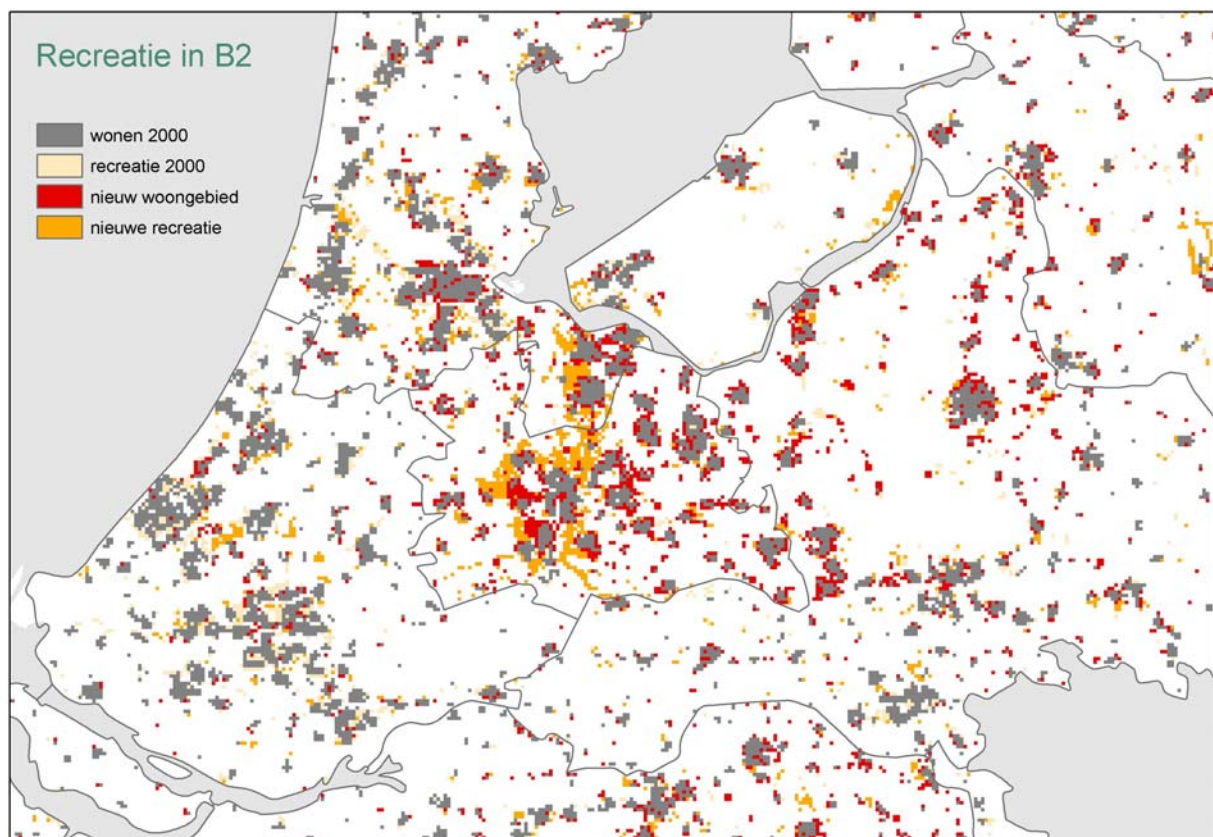 Recreatie in B2
wonen 2000
recreatie 2000
nieuw woongebied
nieuwe recreatie